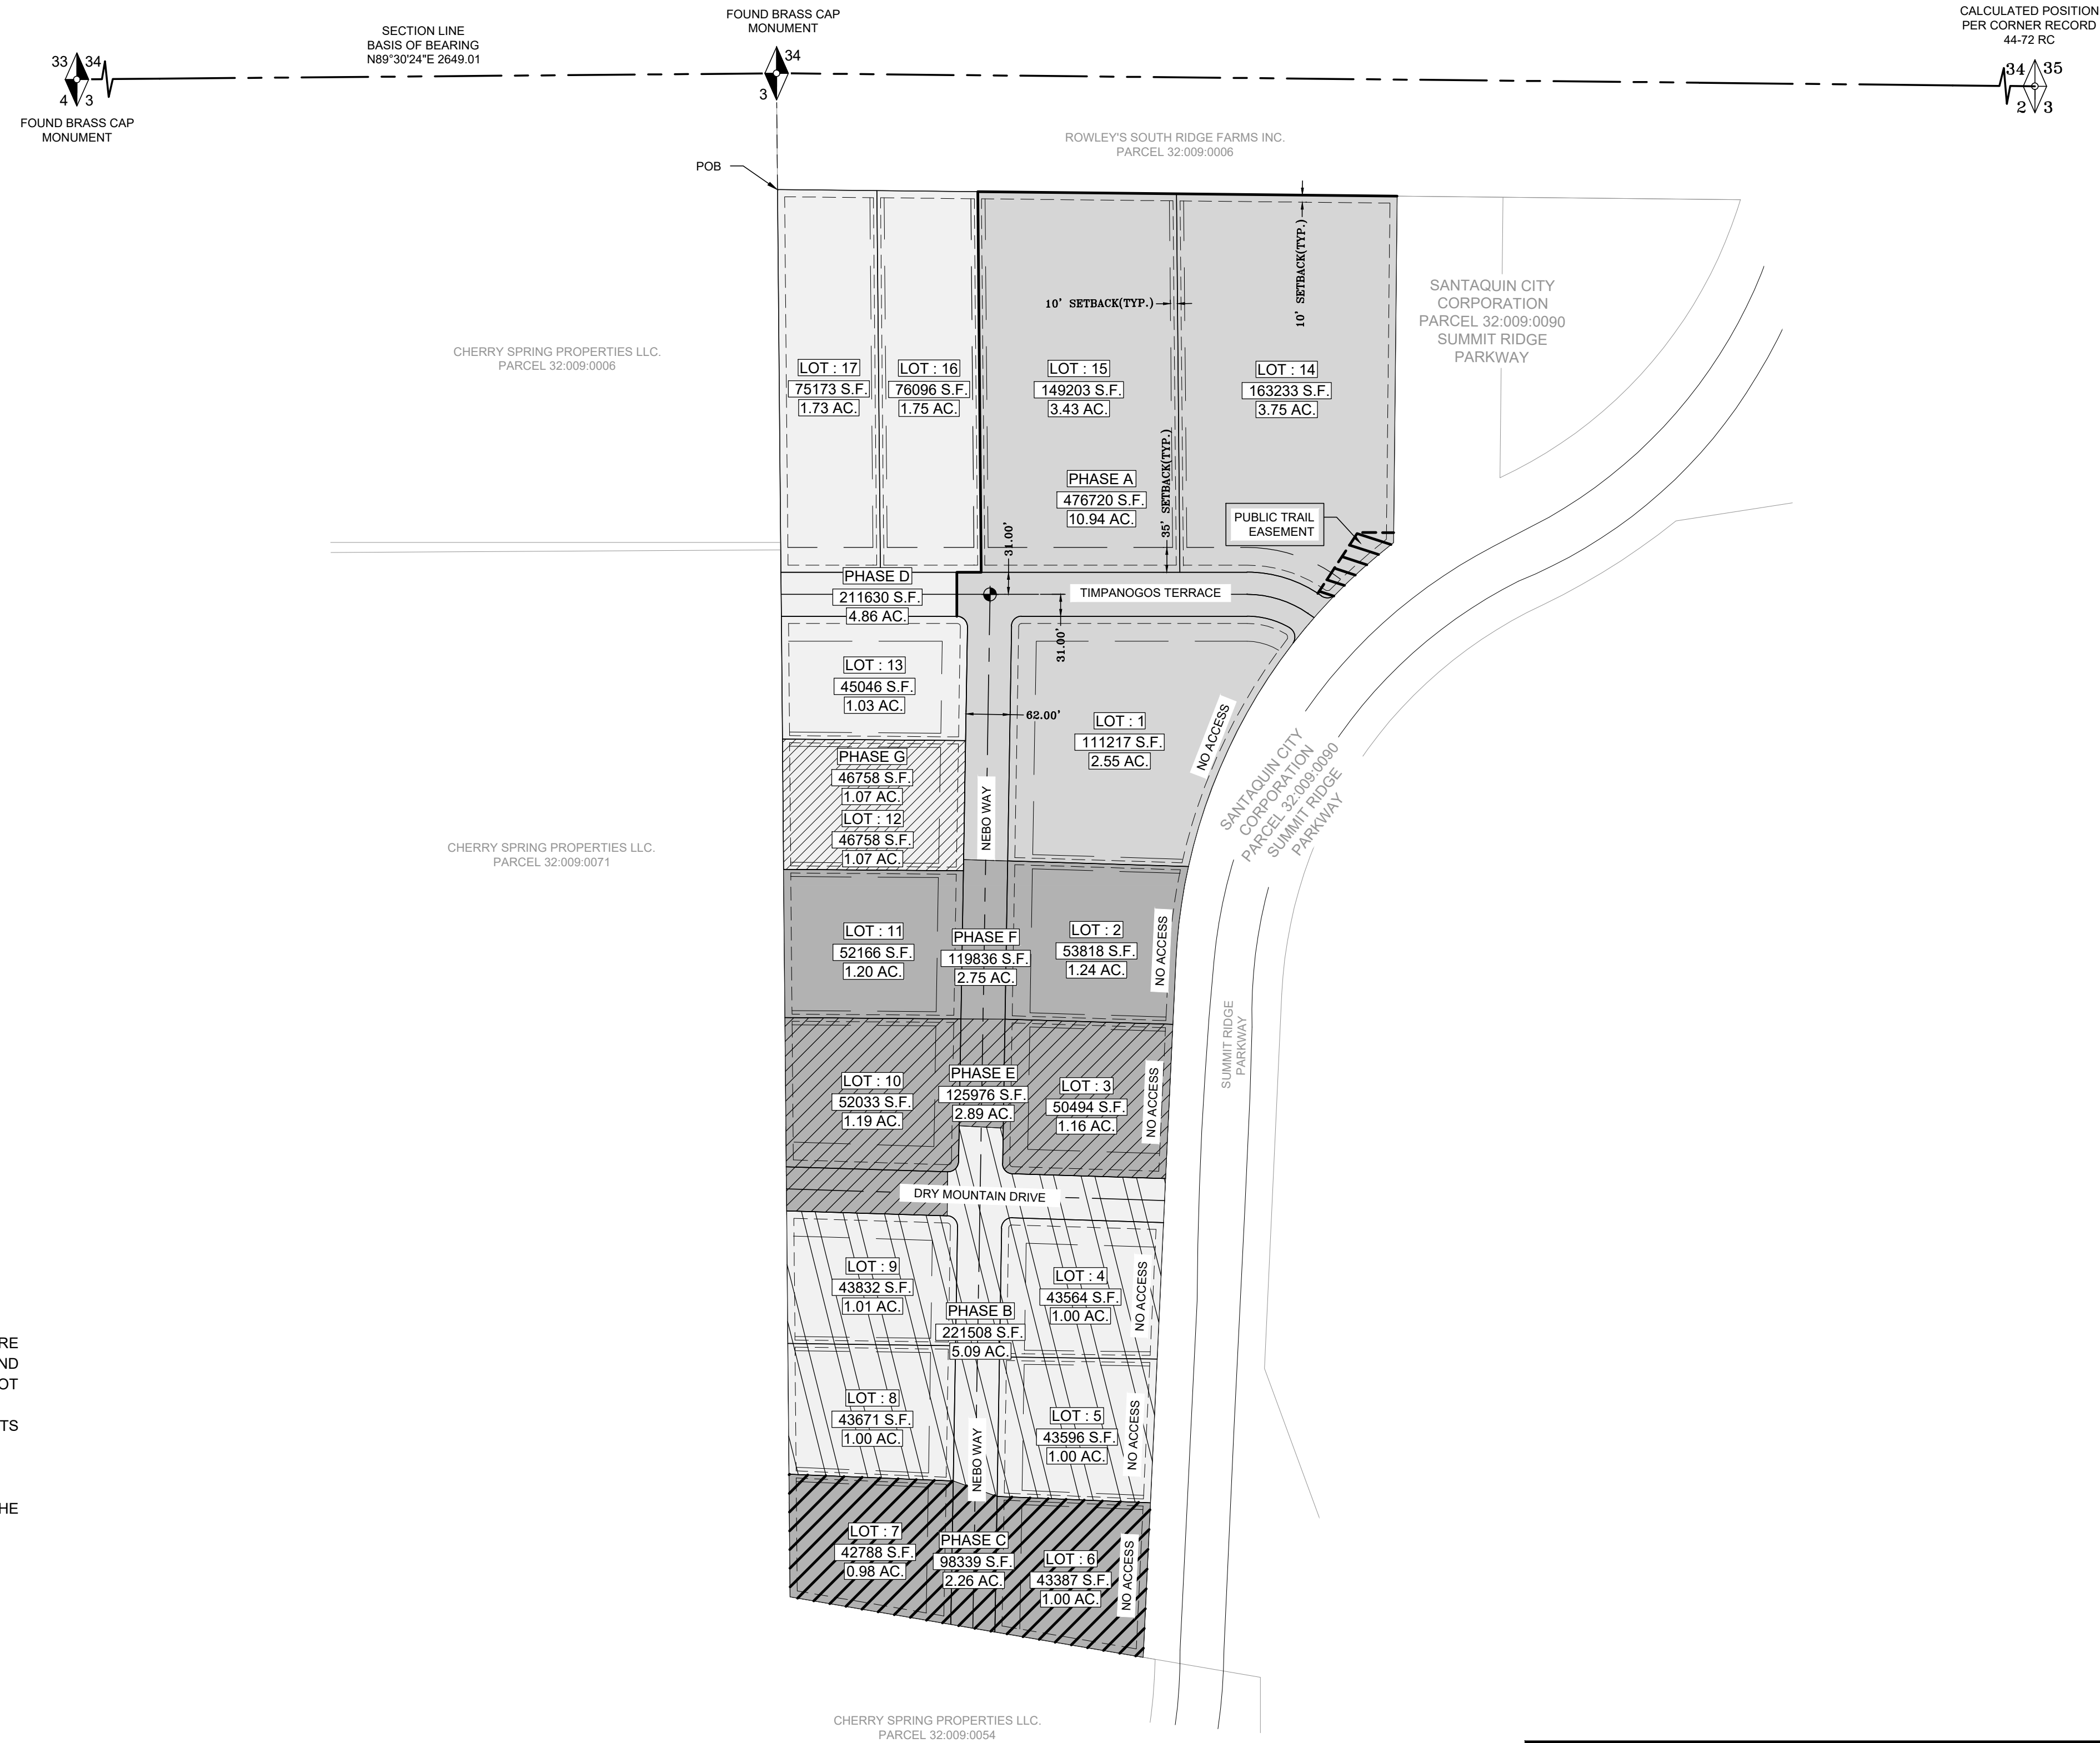 SECTION LINE
BASIS OF BEARING
N89°30'24"E 2649.01
FOUND BRASS CAP
MONUMENT
CALCULATED POSITION
PER CORNER RECORD
44-72 RC
33 34
4 3
FOUND BRASS CAP
MONUMENT
34
3
34 35
2 3
ROWLEY'S SOUTH RIDGE FARMS INC.
PARCEL 32:009:0006
POB
10' SETBACK(TYP.)
10' SETBACK(TYP.)
SANTAQUIN CITY
CORPORATION
PARCEL 32:009:0090
SUMMIT RIDGE
PARKWAY
CHERRY SPRING PROPERTIES LLC.
PARCEL 32:009:0006
LOT : 17
75173 S.F.
1.73 AC.
LOT : 16
76096 S.F.
1.75 AC.
LOT : 15
149203 S.F.
3.43 AC.
LOT : 14
163233 S.F.
3.75 AC.
PHASE A
476720 S.F.
10.94 AC.
35' SETBACK(TYP.)
PUBLIC TRAIL
EASEMENT
31.00'
PHASE D
211630 S.F.
4.86 AC.
TIMPANOGOS TERRACE
31.00'
LOT : 13
45046 S.F.
1.03 AC.
62.00'
LOT : 1
111217 S.F.
2.55 AC.
NO ACCESS
PHASE G
46758 S.F.
1.07 AC.
LOT : 12
46758 S.F.
1.07 AC.
NEBO WAY
SANTAQUIN CITY
CORPORATION
PARCEL 32:009:0090
SUMMIT RIDGE
PARKWAY
CHERRY SPRING PROPERTIES LLC.
PARCEL 32:009:0071
LOT : 11
52166 S.F.
1.20 AC.
PHASE F
119836 S.F.
2.75 AC.
LOT : 2
53818 S.F.
1.24 AC.
NO ACCESS
SUMMIT RIDGE
PARKWAY
LOT : 10
52033 S.F.
1.19 AC.
PHASE E
125976 S.F.
2.89 AC.
LOT : 3
50494 S.F.
1.16 AC.
NO ACCESS
DRY MOUNTAIN DRIVE
LOT : 9
43832 S.F.
1.01 AC.
PHASE B
221508 S.F.
5.09 AC.
LOT : 4
43564 S.F.
1.00 AC.
NO ACCESS
RE
ND
OT
TS
HE
LOT : 8
43671 S.F.
1.00 AC.
NEBO WAY
LOT : 5
43596 S.F.
1.00 AC.
NO ACCESS
LOT : 7
42788 S.F.
0.98 AC.
PHASE C
98339 S.F.
2.26 AC.
LOT : 6
43387 S.F.
1.00 AC.
NO ACCESS
CHERRY SPRING PROPERTIES LLC.
PARCEL 32:009:0054